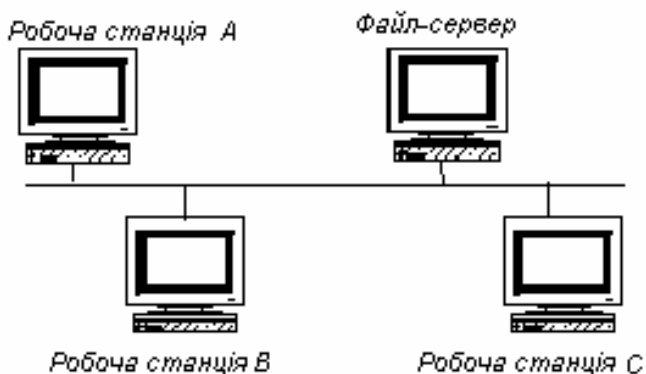 Робоча станція A
Файл-сервер
Робоча станція B
Робоча станція C